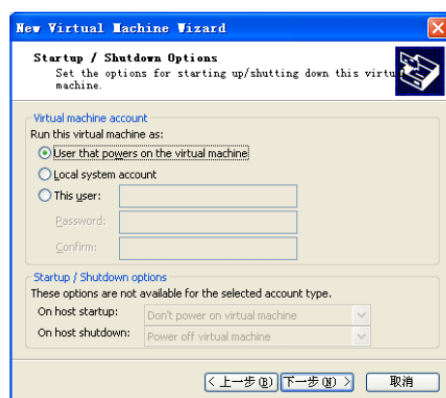 New Virtual Machine Wizard
Startup / Shutdown Options
Set the options for starting up/shutting down this virtu
machine.
Virtual machine account
Run this virtual machine as:
User that powers on the virtual machine
Local system account
This user:
Password:
Confirm:
Startup / Shutdown options
These options are not available for the selected account type.
On host startup: Don't power on virtual machine
On host shutdown: Power off virtual machine
< 上一步(B) 下一步(N) > 取消